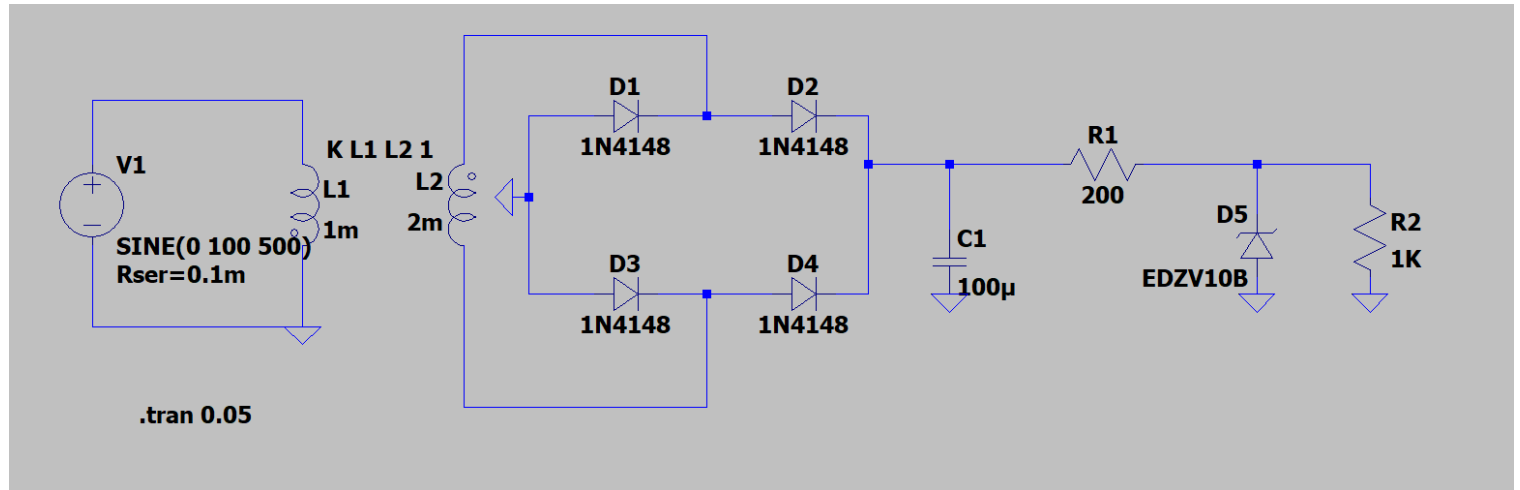 V1
SINE(0 100 500)
Rser=0.1m
K L1 L2 1
L1
1m
L2
2m
D1
1N4148
D2
1N4148
D3
1N4148
D4
1N4148
C1
100µ
R1
200
D5
EDZV10B
R2
1K
.tran 0.05